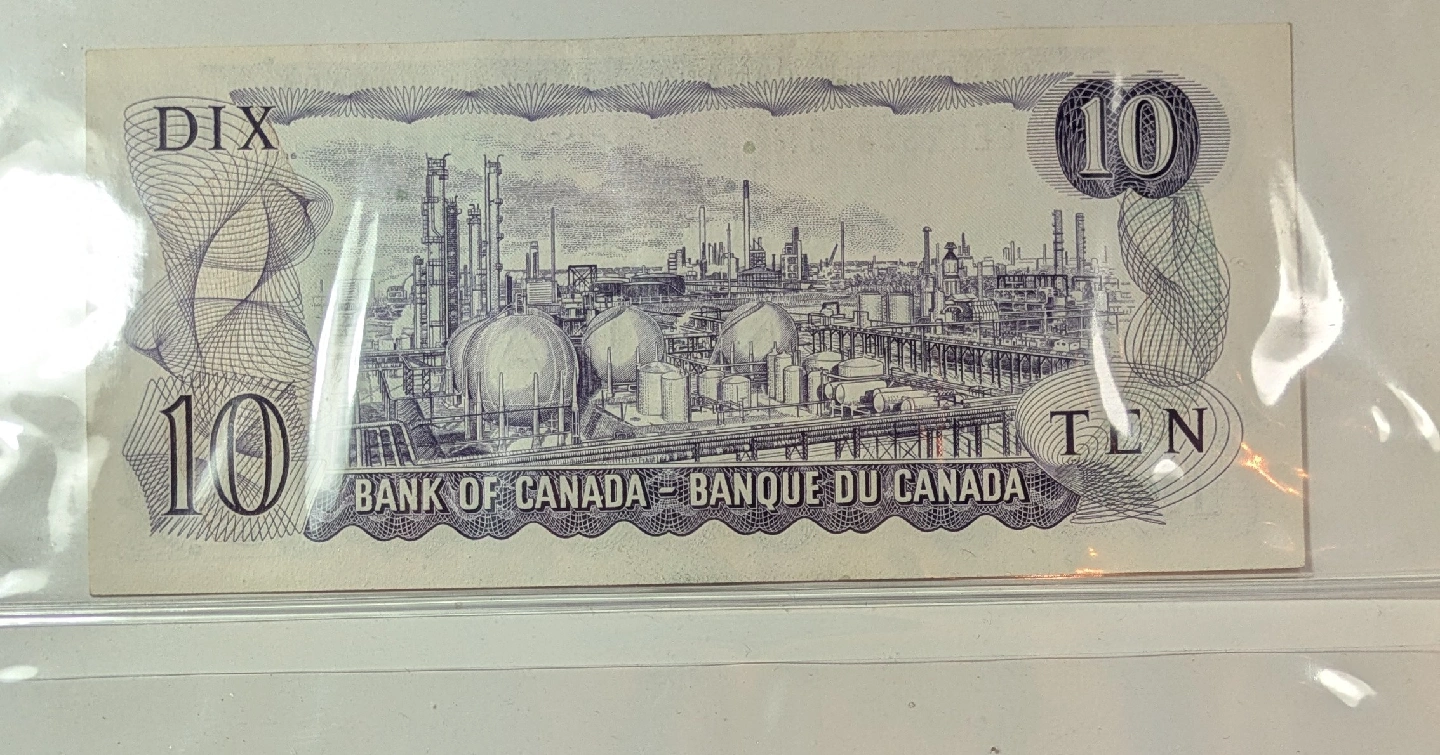 DIX
10
10
TEN
BANK OF CANADA - BANQUE DU CANADA